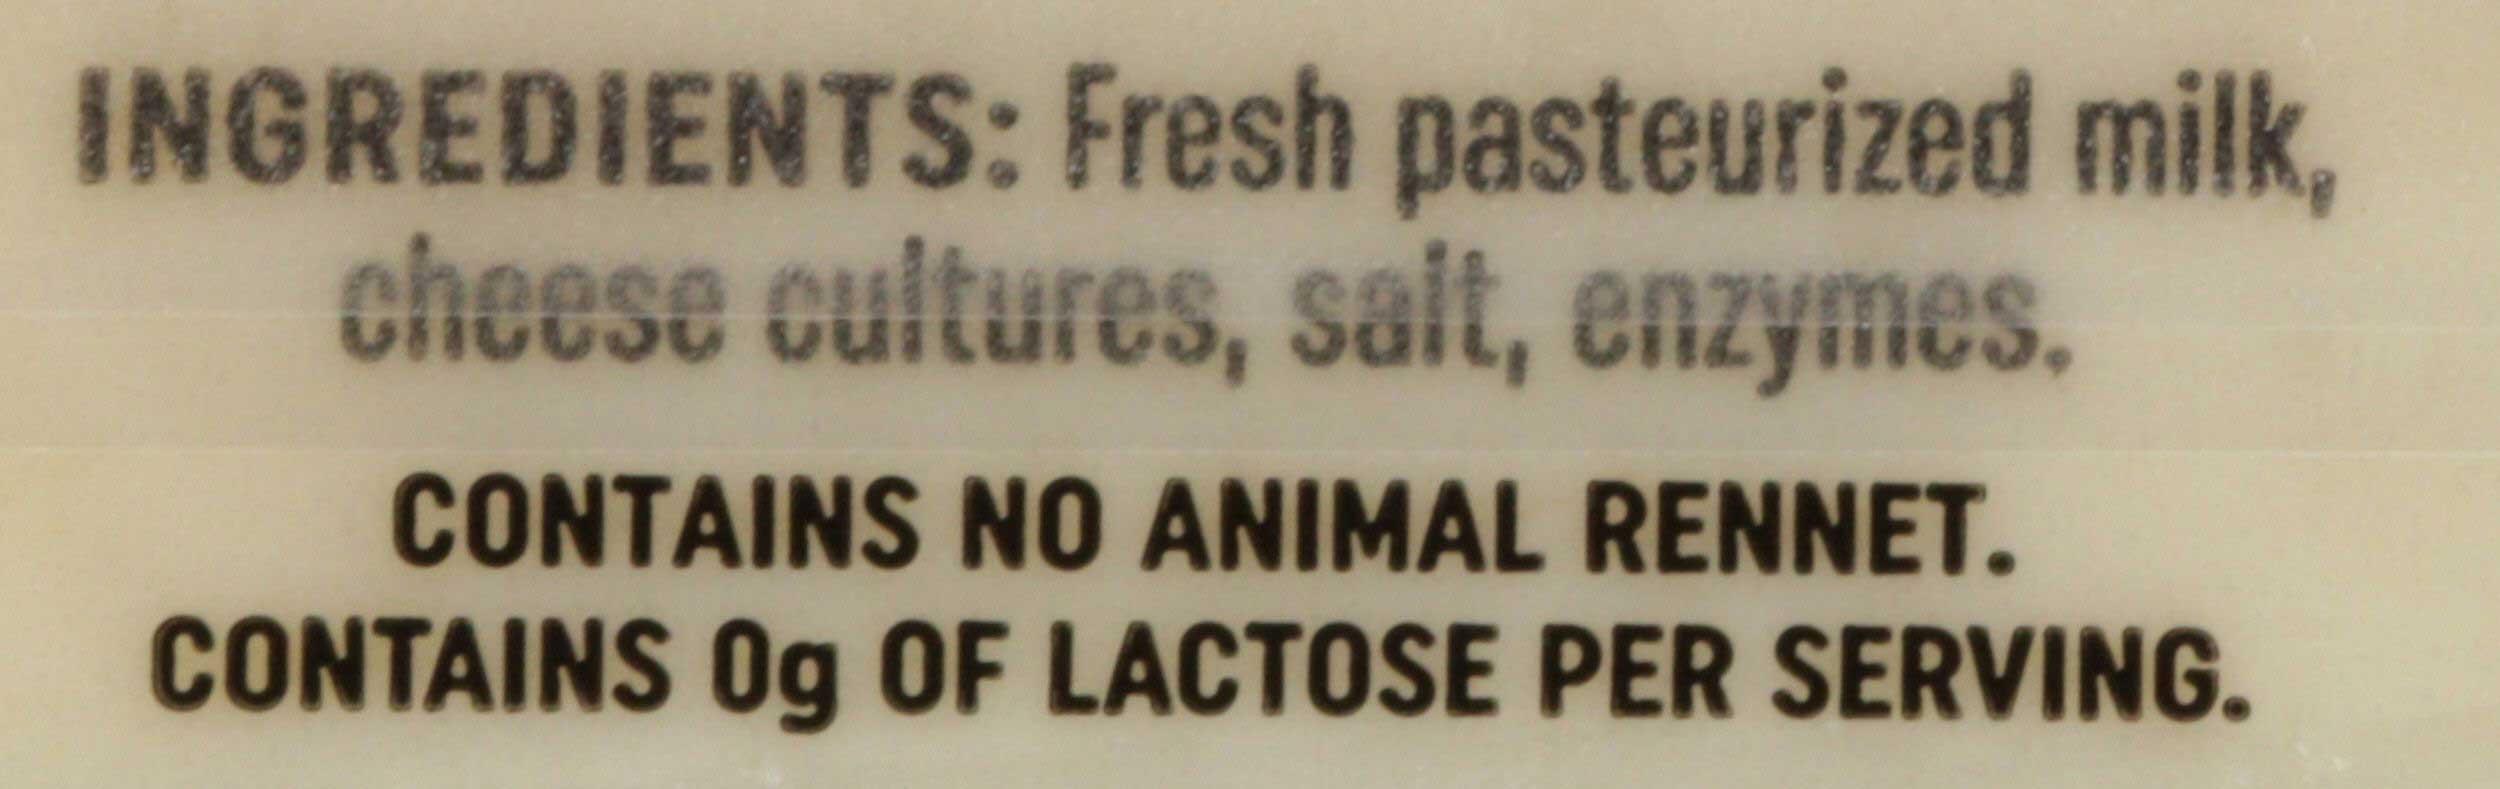 INGREDIENTS: Fresh pasteurized milk,
cheese cultures, salt, enzymes.
CONTAINS NO ANIMAL RENNET.
CONTAINS 0g OF LACTOSE PER SERVING.